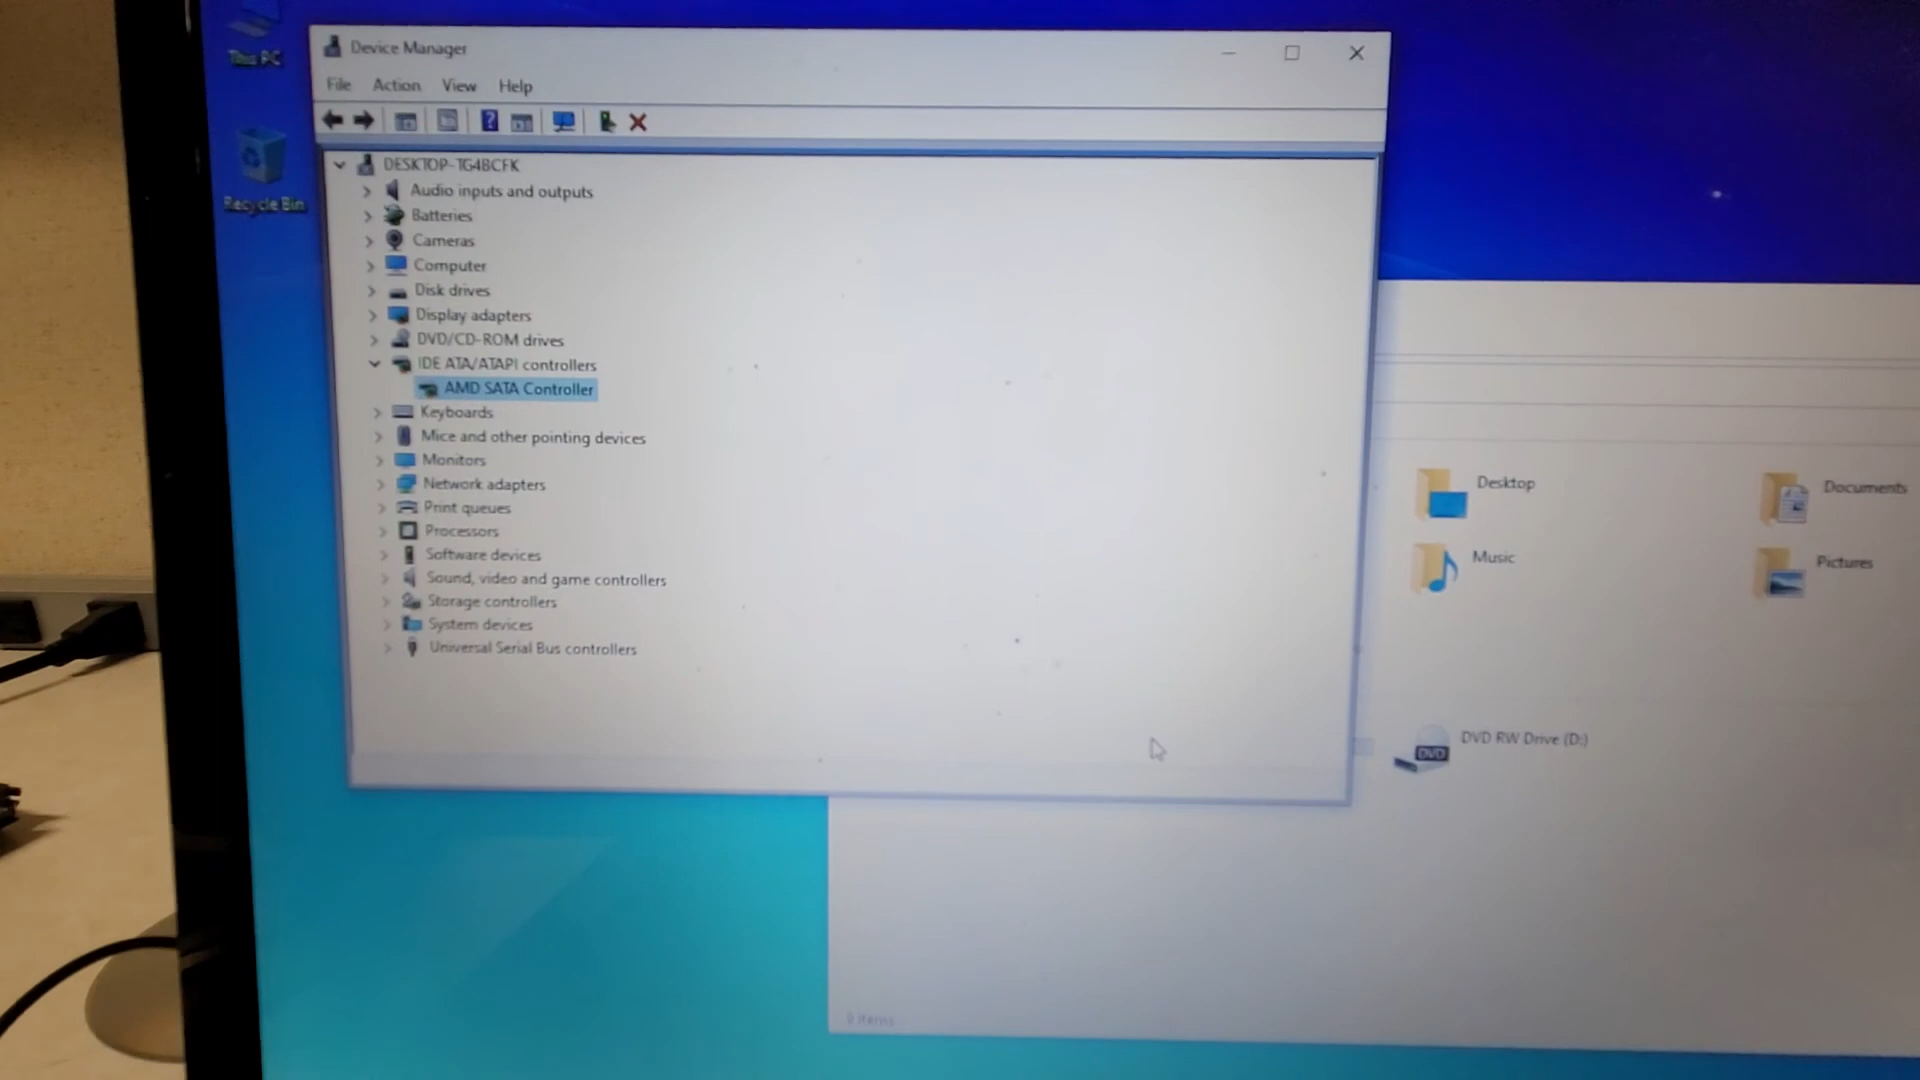 This PC
Recycle Bin
Device Manager
File Action View Help
DESKTOP-TG4BCFK
Audio inputs and outputs
Batteries
Cameras
Computer
Disk drives
Display adapters
DVD/CD-ROM drives
IDE ATA/ATAPI controllers
AMD SATA Controller
Keyboards
Mice and other pointing devices
Monitors
Network adapters
Print queues
Processors
Software devices
Sound, video and game controllers
Storage controllers
System devices
Universal Serial Bus controllers
Desktop
Documents
Music
Pictures
DVD
DVD RW Drive (D:)
9 items